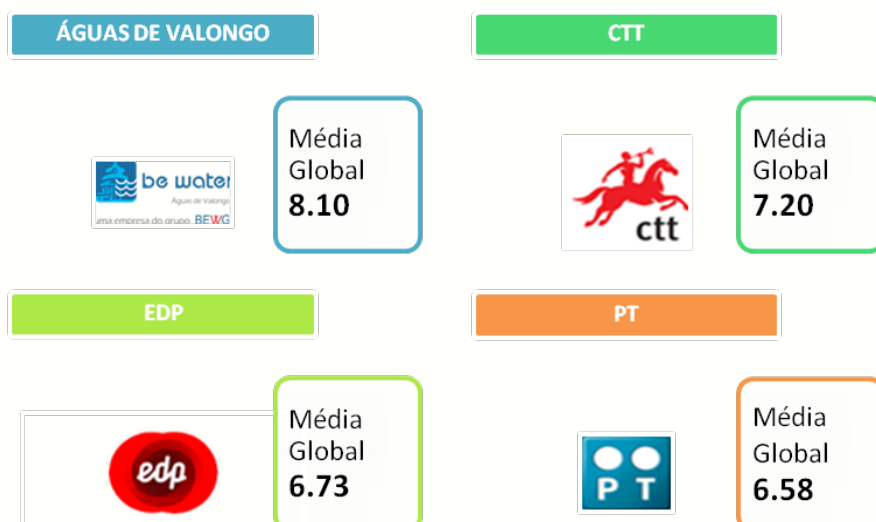 ÁGUAS DE VALONGO
CTT
be water
Águas de Valongo
uma empresa do grupo BEWG
Média
Global
8.10
ctt
Média
Global
7.20
EDP
PT
edp
Média
Global
6.73
P T
Média
Global
6.58